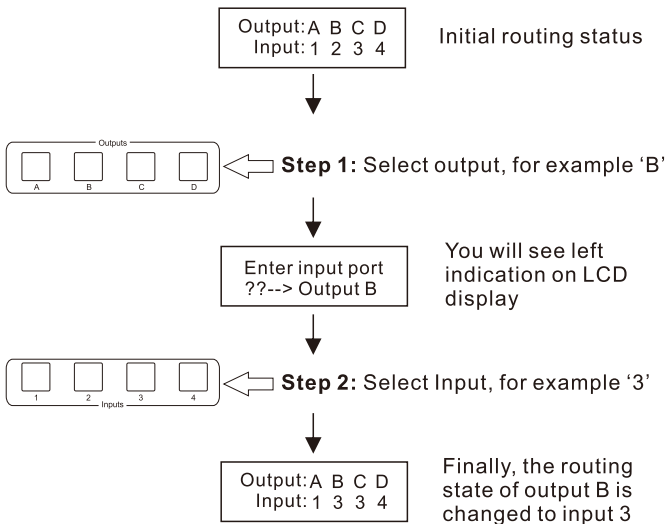 Output: A B C D
Input: 1 2 3 4
Initial routing status
Outputs
A B C D
Step 1: Select output, for example ‘B’
Enter input port
??--> Output B
You will see left
indication on LCD
display
1 2 3 4
Inputs
Step 2: Select Input, for example ‘3’
Output: A B C D
Input: 1 3 3 4
Finally, the routing
state of output B is
changed to input 3